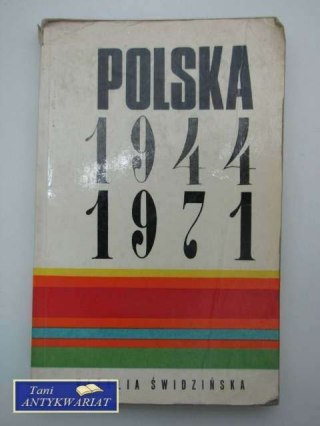 POLSKA
1944
1971
ŚWIDZIŃSKA
Tani
ANTYKWARIAT